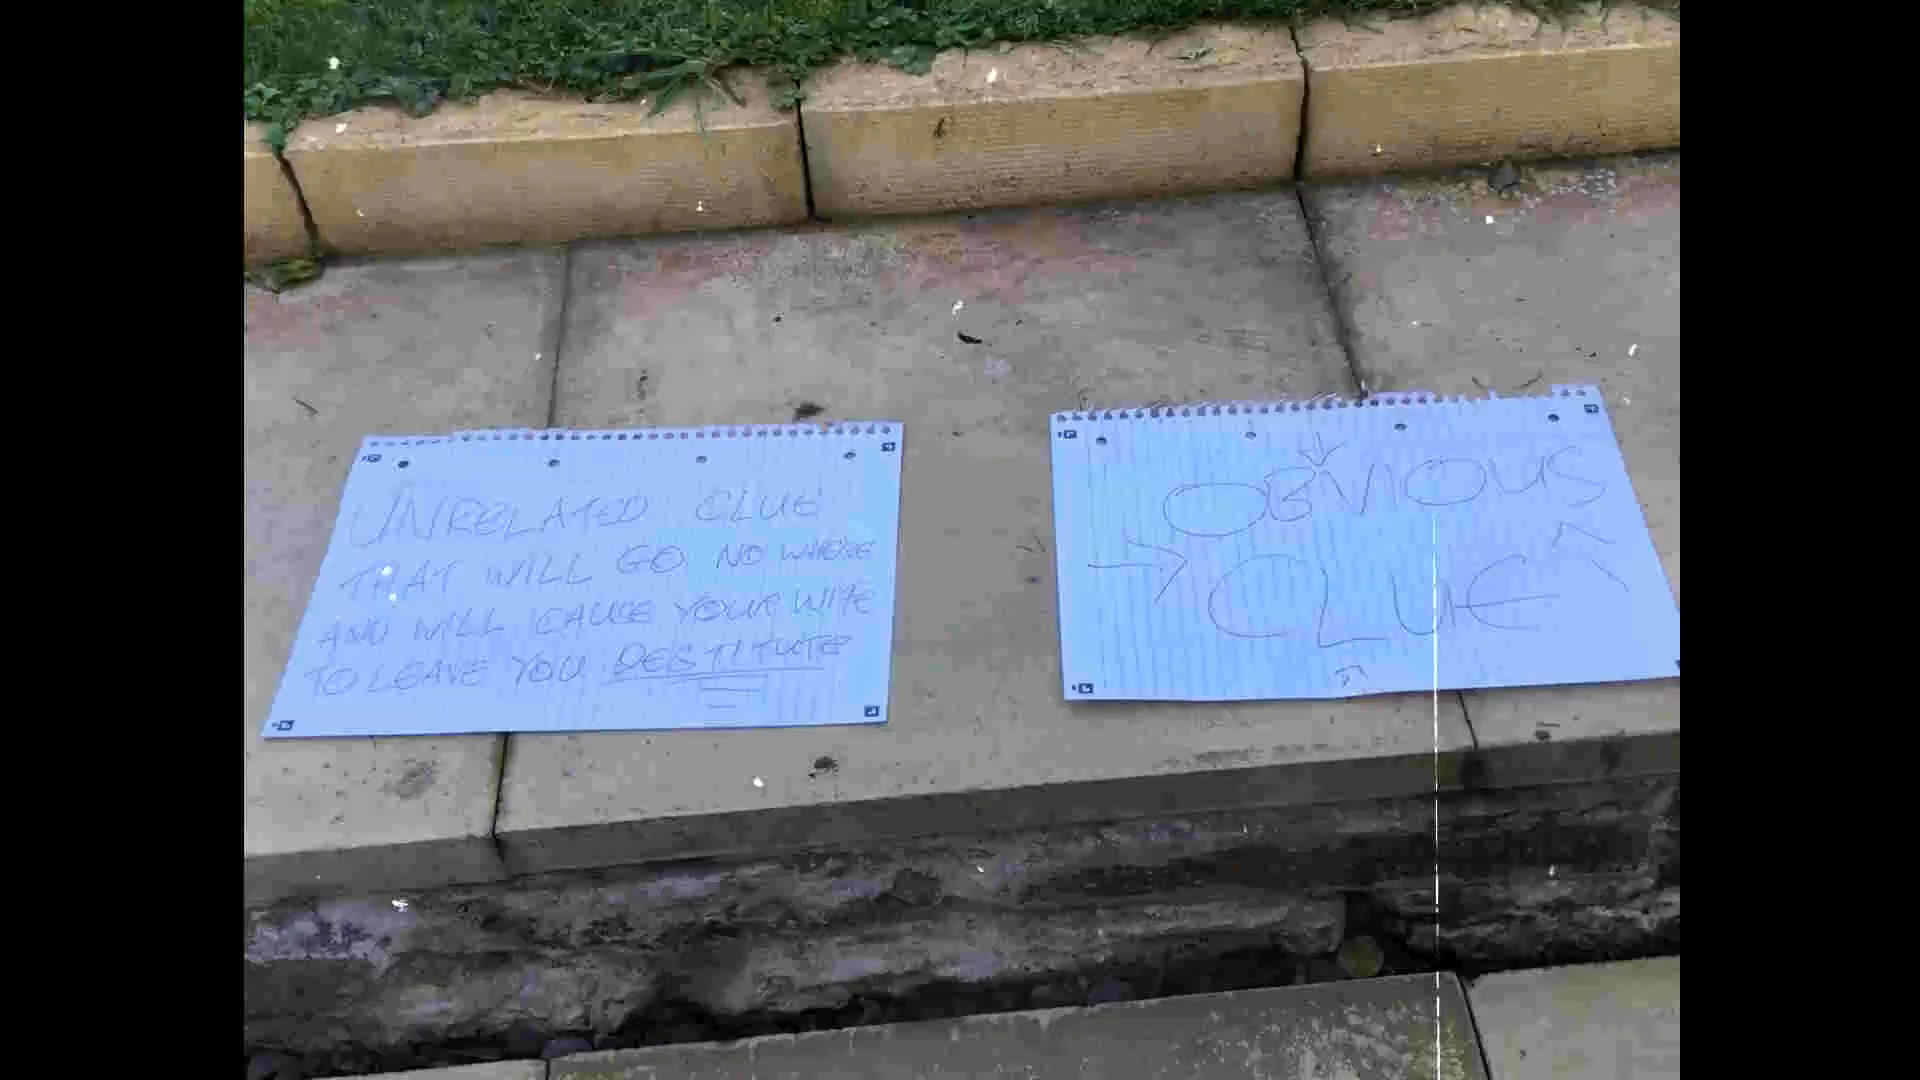 UNRELATED CLUE
THAT WILL GO NO WHERE
AND WILL CAUSE YOUR WIFE
TO LEAVE YOU DESTITUTE
OBVIOUS
CLUE